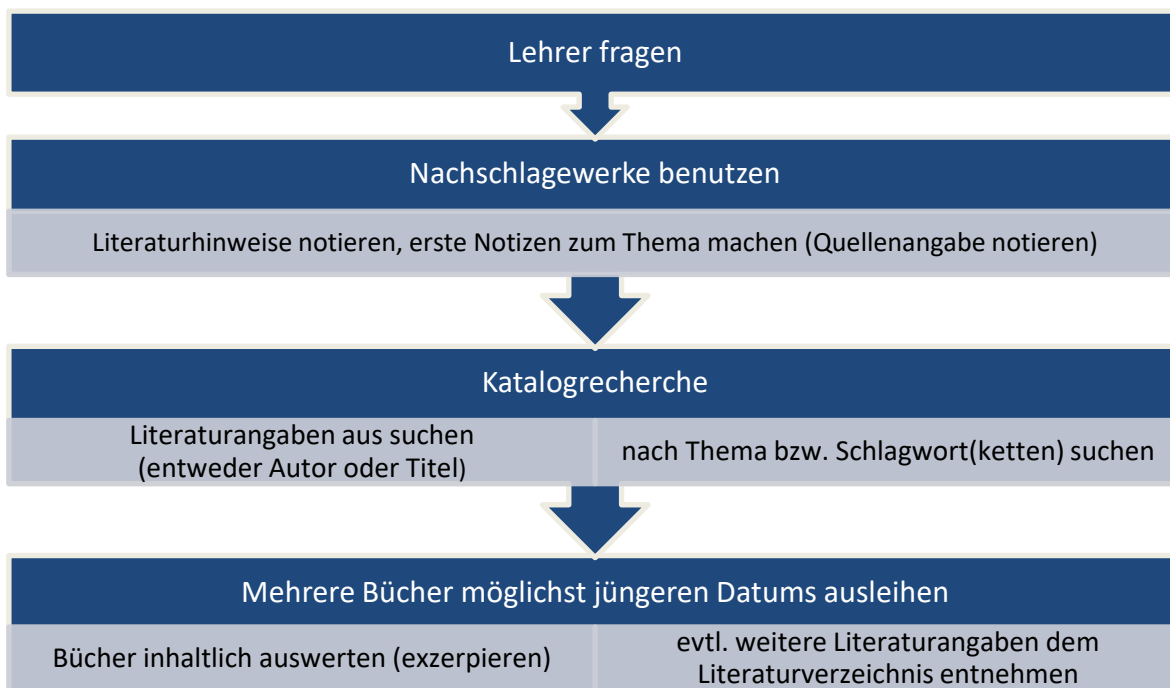 Lehrer fragen
Nachschlagewerke benutzen
Literaturhinweise notieren, erste Notizen zum Thema machen (Quellenangabe notieren)
Katalogrecherche
Literaturangaben aus suchen
(entweder Autor oder Titel)
nach Thema bzw. Schlagwort(ketten) suchen
Mehrere Bücher möglichst jüngeren Datums ausleihen
Bücher inhaltlich auswerten (exzerpieren)
evtl. weitere Literaturangaben dem
Literaturverzeichnis entnehmen